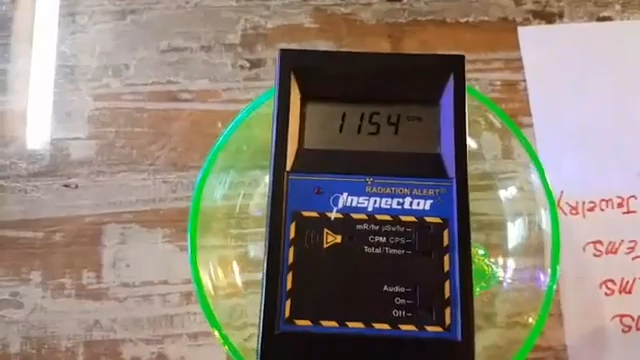 1154 CPM
RADIATION ALERT®
Inspector
mR/hr µSv/hr
CPM CPS
Total/Timer
Audio
On
Off
JEWELRY